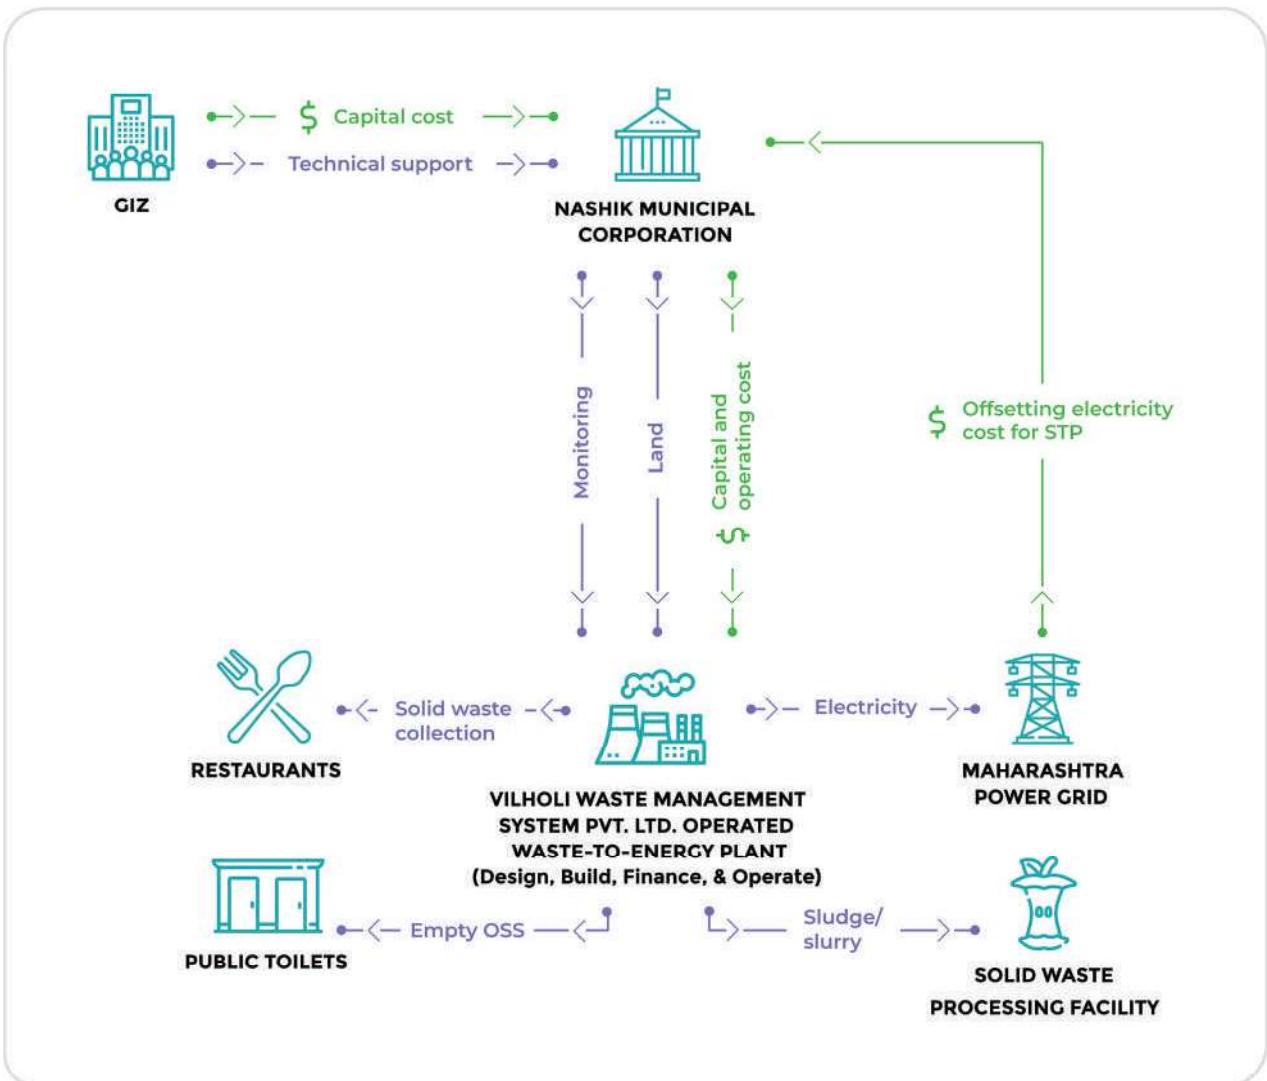 $ Capital cost
Technical support
GIZ
NASHIK MUNICIPAL
CORPORATION
Monitoring
Land
$ Capital and
operating cost
$ Offsetting electricity
cost for STP
Solid waste
collection
Electricity
RESTAURANTS
MAHARASHTRA
POWER GRID
VILHOLI WASTE MANAGEMENT
SYSTEM PVT. LTD. OPERATED
WASTE-TO-ENERGY PLANT
(Design, Build, Finance, & Operate)
Empty OSS
Sludge/
slurry
PUBLIC TOILETS
SOLID WASTE
PROCESSING FACILITY